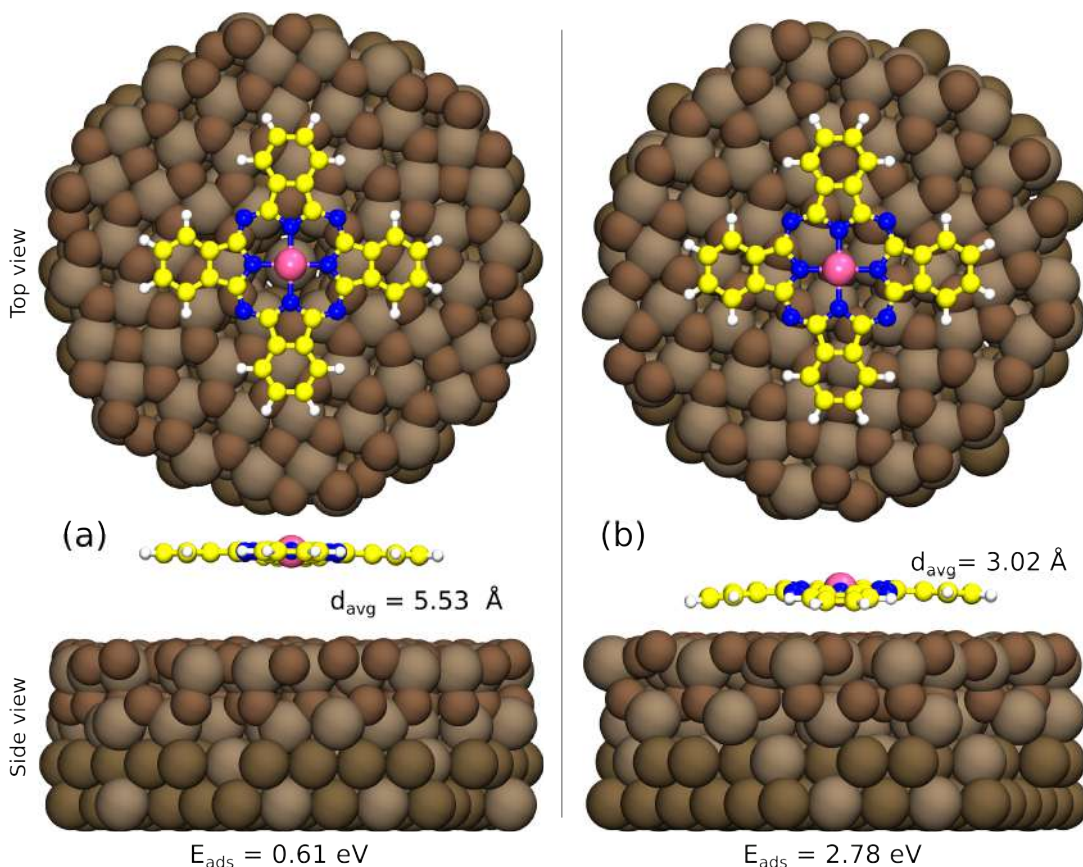 Top view
(a)
(b)
d_avg = 5.53 Å
d_avg= 3.02 Å
Side view
E_ads = 0.61 eV
E_ads = 2.78 eV